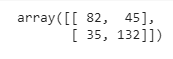 array([[ 82,  45],
       [ 35, 132]])